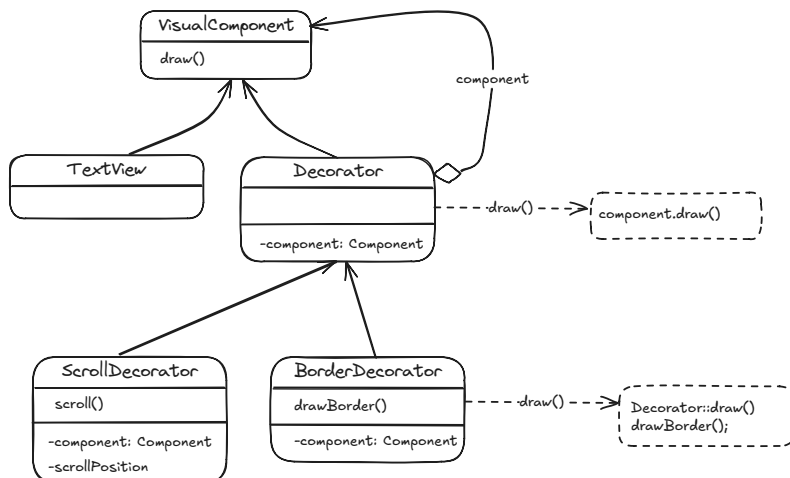 VisualComponent
draw()
component
TextView
Decorator
-component: Component
draw()
component.draw()
ScrollDecorator
scroll()
-component: Component
-scrollPosition
BorderDecorator
drawBorder()
-component: Component
draw()
Decorator::draw()
drawBorder();